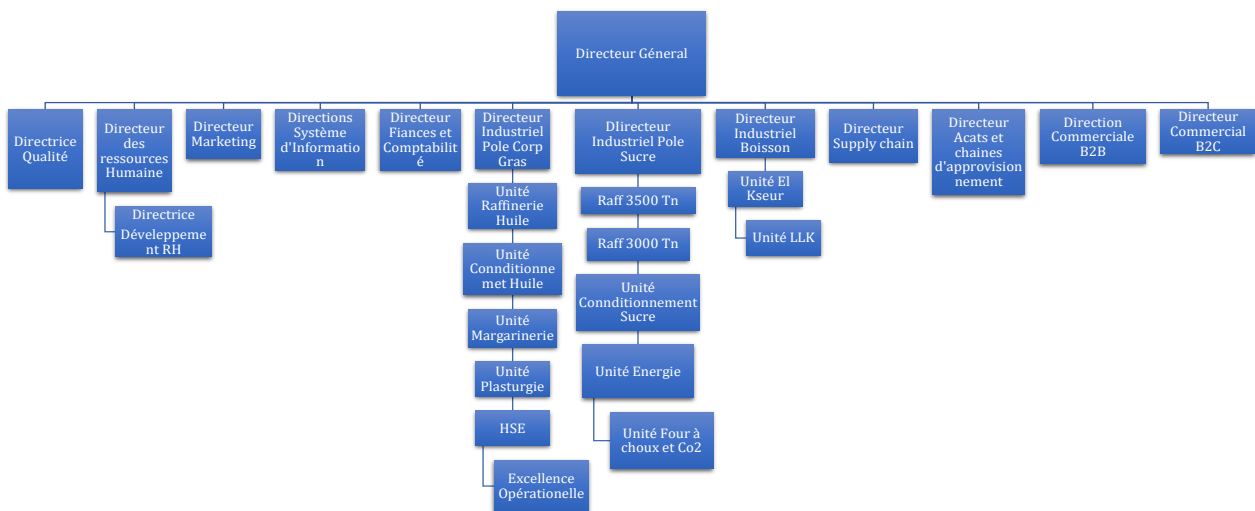 Directeur Géneral
Directrice
Qualité
Directeur
des
ressources
Humaine
Directeur
Marketing
Directions
Système
d'Informatio
n
Directeur
Fiances et
Comptabilit
é
Directeur
Industriel
Pole Corp
Gras
DIirecteur
Industriel Pole
Sucre
Directeur
Industriel
Boisson
Directeur
Supply chain
Directeur
Acats et
chaines
d'approvision
nement
Direction
Commerciale
B2B
Directeur
Commercial
B2C
Directrice
Déveleppeme
nt RH
Unité
Raffinerie
Huile
Unité
Connditionne
met Huile
Unité
Margarinerie
Unité
Plasturgie
HSE
Excellence
Opérationelle
Raff 3500 Tn
Raff 3000 Tn
Unité
Connditionnement
Sucre
Unité Energie
Unité Four à
choux et Co2
Unité El
Kseur
Unité LLK